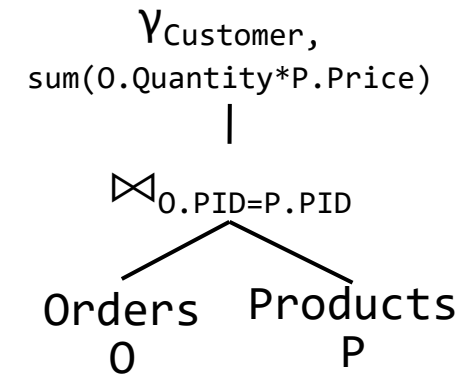 γCustomer,
sum(O.Quantity*P.Price)
⋈O.PID=P.PID
Orders Products
O P